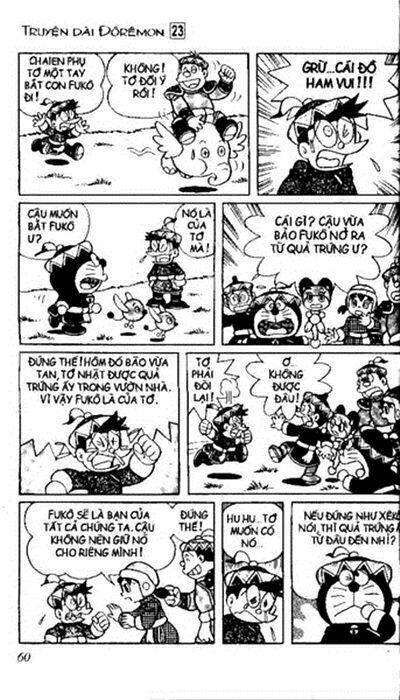 TRUYỆN DÀI ĐÔRÊMON 23
CHAIEN PHỤ
TỚ MỘT TAY
BẮT CON FUKÔ
ĐI!
KHÔNG!
TỚ ĐỔI Ý
RỒI!
GRỪ...CÁI ĐỒ
HAM VUI!!!
CẬU MUỐN
BẮT FUKÔ
Ư?
NÓ LÀ
CỦA TỚ
MÀ!
CÁI GÌ? CẬU VỪA
BẢO FUKÔ NỞ RA
TỪ QUẢ TRỨNG Ư?
ĐÚNG THẾ! HÔM ĐÓ BÃO VỪA
TAN, TỚ NHẶT ĐƯỢC QUẢ
TRỨNG ẤY TRONG VƯỜN NHÀ.
VÌ VẬY FUKÔ LÀ CỦA TỚ.
TỚ
PHẢI
ĐÒI
LẠI!
Ơ.
KHÔNG
ĐƯỢC
ĐÂU!
FUKÔ SẼ LÀ BẠN CỦA
TẤT CẢ CHÚNG TA. CẬU
KHÔNG NÊN GIỮ NÓ
CHO RIÊNG MÌNH!
ĐÚNG
THẾ!
HU HU...TỚ
MUỐN CÓ
NÓ...
NẾU ĐÚNG NHƯ XÊKÔ
NÓI, THÌ QUẢ TRỨNG
TỪ ĐÂU ĐẾN NHỈ?
60